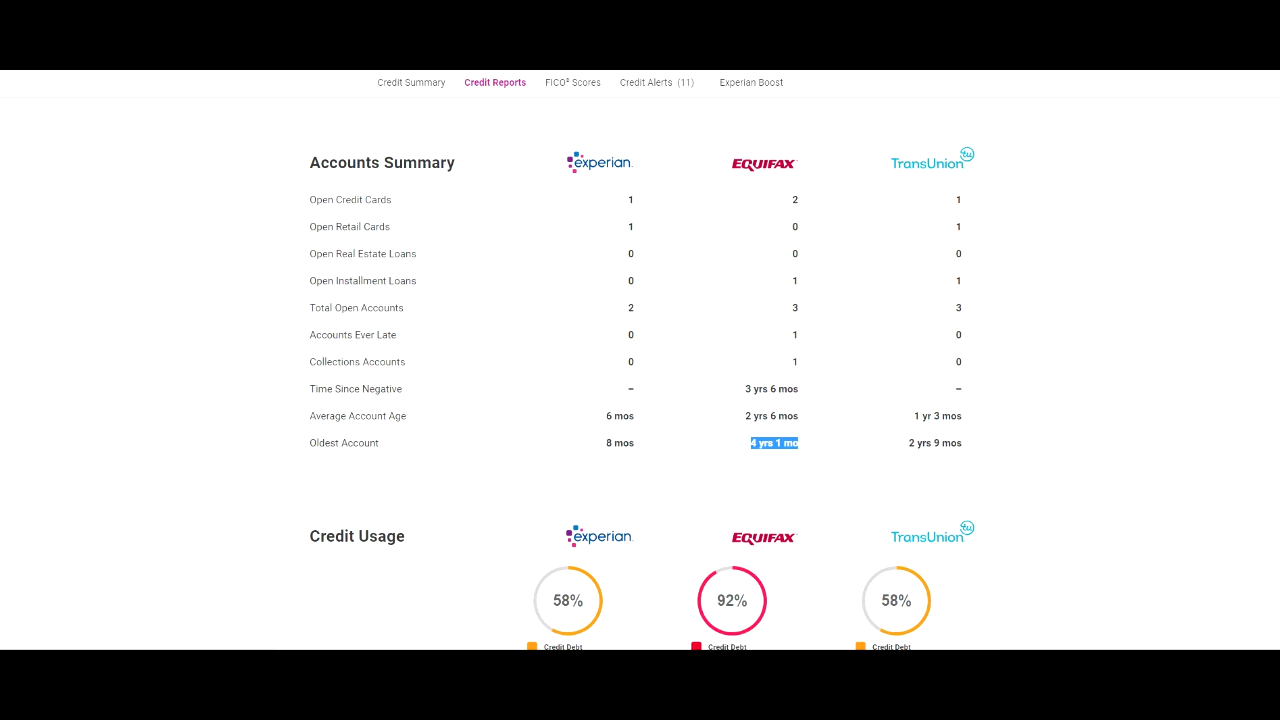 Credit Summary Credit Reports FICO® Scores Credit Alerts (11) Experian Boost
Accounts Summary experian. EQUIFAX TransUnion tu
Open Credit Cards 1 2 1
Open Retail Cards 1 0 1
Open Real Estate Loans 0 0 0
Open Installment Loans 0 1 1
Total Open Accounts 2 3 3
Accounts Ever Late 0 1 0
Collections Accounts 0 1 0
Time Since Negative – 3 yrs 6 mos –
Average Account Age 6 mos 2 yrs 6 mos 1 yr 3 mos
Oldest Account 8 mos 4 yrs 1 mo 2 yrs 9 mos
Credit Usage experian. EQUIFAX TransUnion tu
58% 92% 58%
Credit Debt Credit Debt Credit Debt